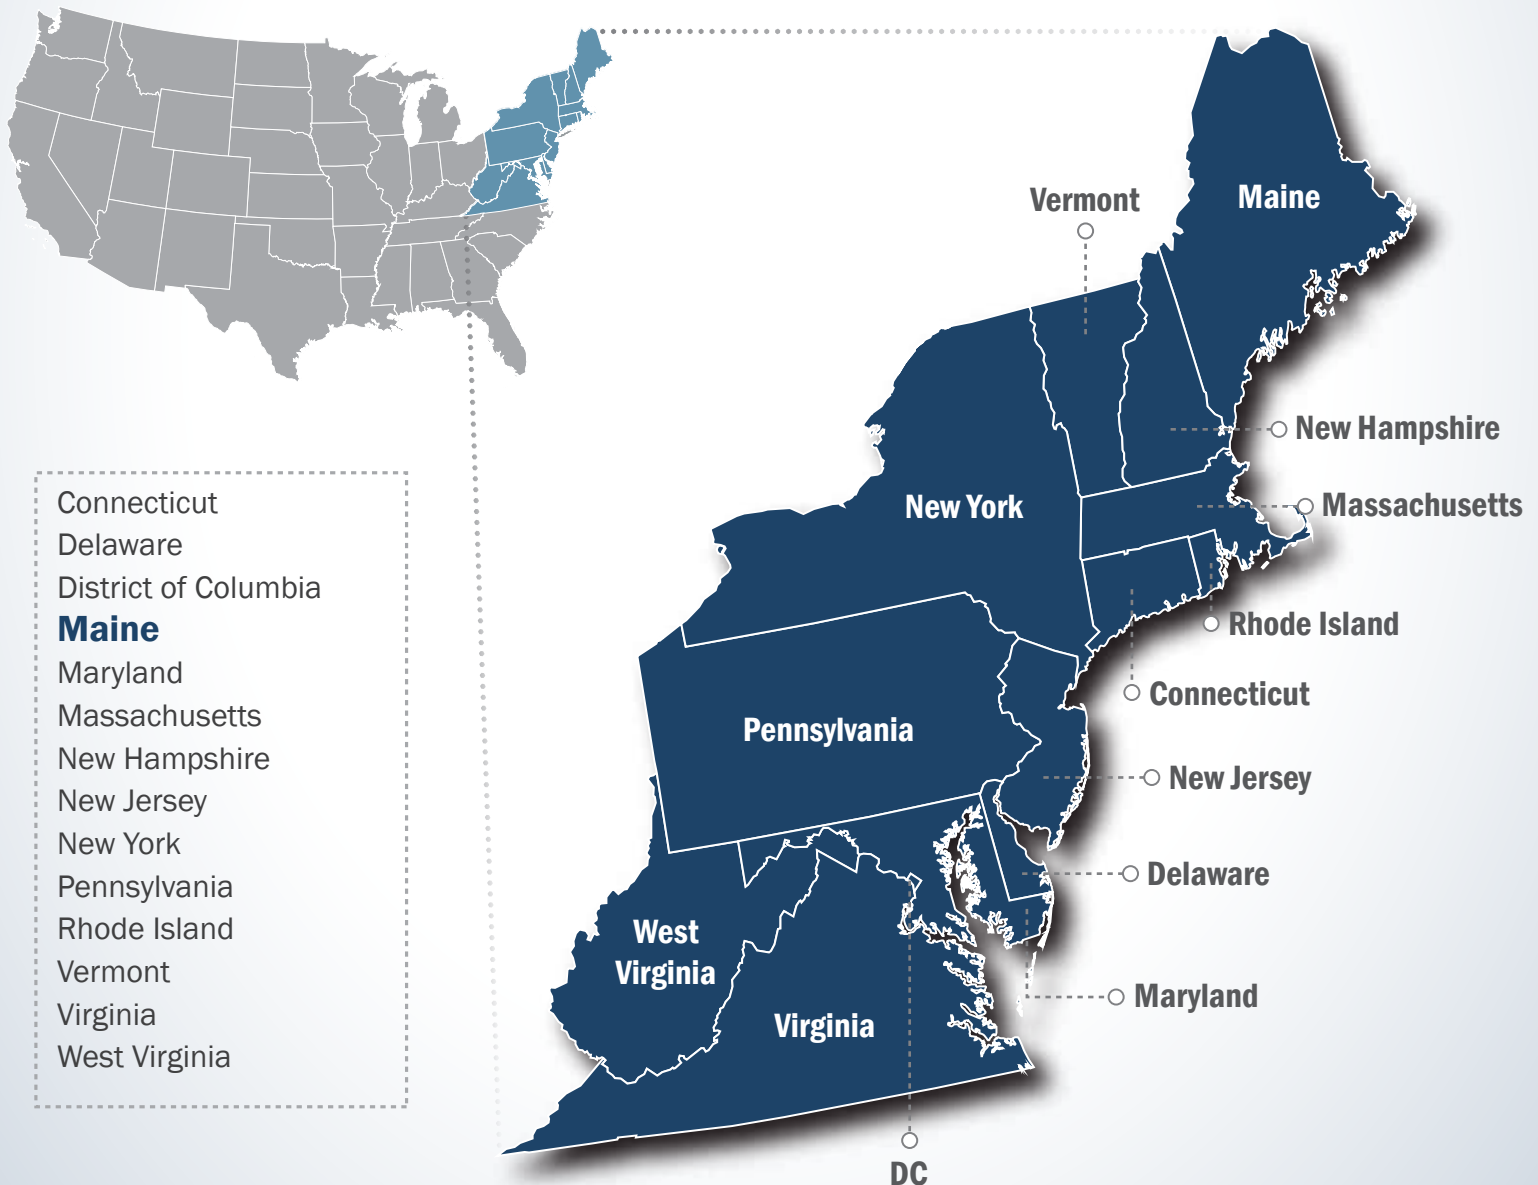 Connecticut
Delaware
District of Columbia
Maine
Maryland
Massachusetts
New Hampshire
New Jersey
New York
Pennsylvania
Rhode Island
Vermont
Virginia
West Virginia
Maine
Vermont
New Hampshire
Massachusetts
New York
Rhode Island
Connecticut
Pennsylvania
New Jersey
Delaware
West
Virginia
Maryland
Virginia
DC